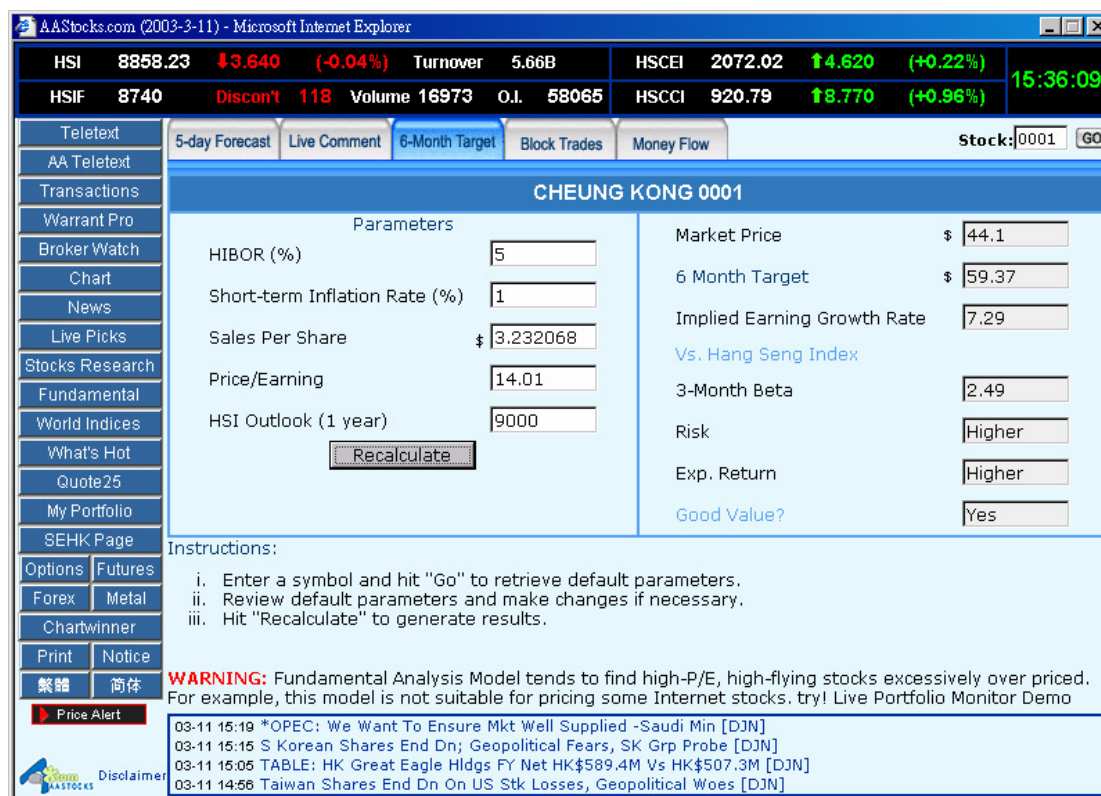 AAStocks.com (2003-3-11) - Microsoft Internet Explorer
HSI 8858.23 ⬇3.640 (-0.04%) Turnover 5.66B HSCEI 2072.02 ⬆4.620 (+0.22%)
15:36:09
HSIF 8740 Discon't 118 Volume 16973 O.I. 58065 HSCCI 920.79 ⬆8.770 (+0.96%)
Teletext
AA Teletext
Transactions
Warrant Pro
Broker Watch
Chart
News
Live Picks
Stocks Research
Fundamental
World Indices
What's Hot
Quote25
My Portfolio
SEHK Page
Options Futures
Forex Metal
Chartwinner
Print Notice
繁體 简体
Price Alert
AASTOCKS Disclaimer
5-day Forecast Live Comment 6-Month Target Block Trades Money Flow Stock: 0001 GO
CHEUNG KONG 0001
Parameters
HIBOR (%) 5
Short-term Inflation Rate (%) 1
Sales Per Share $ 3.232068
Price/Earning 14.01
HSI Outlook (1 year) 9000
Recalculate
Market Price $ 44.1
6 Month Target $ 59.37
Implied Earning Growth Rate 7.29
Vs. Hang Seng Index
3-Month Beta 2.49
Risk Higher
Exp. Return Higher
Good Value? Yes
Instructions:
i. Enter a symbol and hit "Go" to retrieve default parameters.
ii. Review default parameters and make changes if necessary.
iii. Hit "Recalculate" to generate results.
WARNING: Fundamental Analysis Model tends to find high-P/E, high-flying stocks excessively over priced.
For example, this model is not suitable for pricing some Internet stocks. try! Live Portfolio Monitor Demo
03-11 15:19 *OPEC: We Want To Ensure Mkt Well Supplied -Saudi Min [DJN]
03-11 15:15 S Korean Shares End Dn; Geopolitical Fears, SK Grp Probe [DJN]
03-11 15:05 TABLE: HK Great Eagle Hldgs FY Net HK$589.4M Vs HK$507.3M [DJN]
03-11 14:56 Taiwan Shares End Dn On US Stk Losses, Geopolitical Woes [DJN]